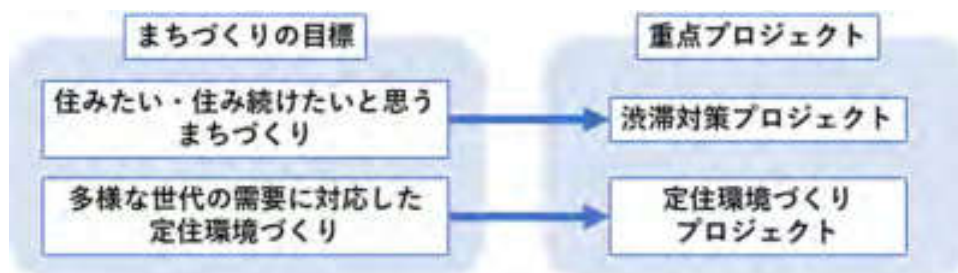 まちづくりの目標
重点プロジェクト
住みたい・住み続けたいと思う
まちづくり
渋滞対策プロジェクト
多様な世代の需要に対応した
定住環境づくり
定住環境づくり
プロジェクト